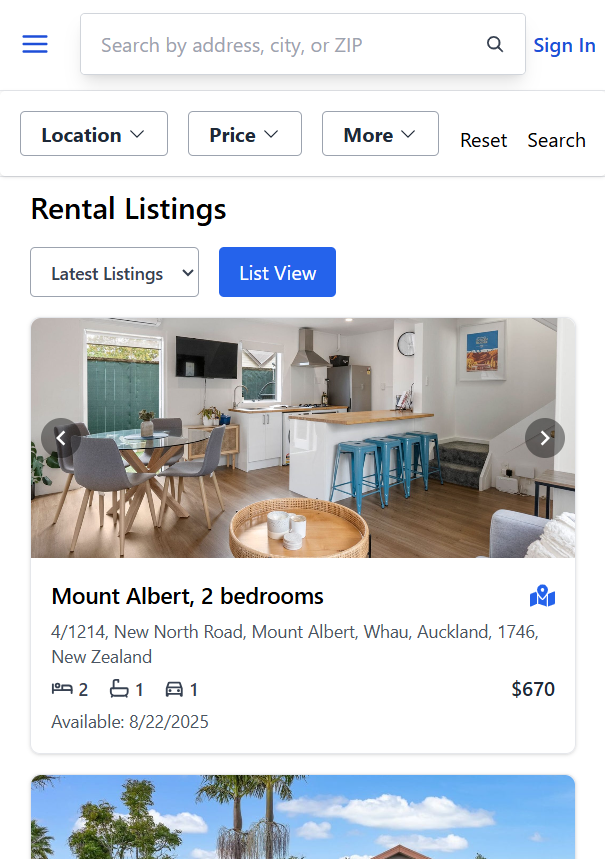 Search by address, city, or ZIP
Sign In
Location
Price
More
Reset
Search
Rental Listings
Latest Listings
List View
Mount Albert, 2 bedrooms
4/1214, New North Road, Mount Albert, Whau, Auckland, 1746,
New Zealand
2
1
1
$670
Available: 8/22/2025